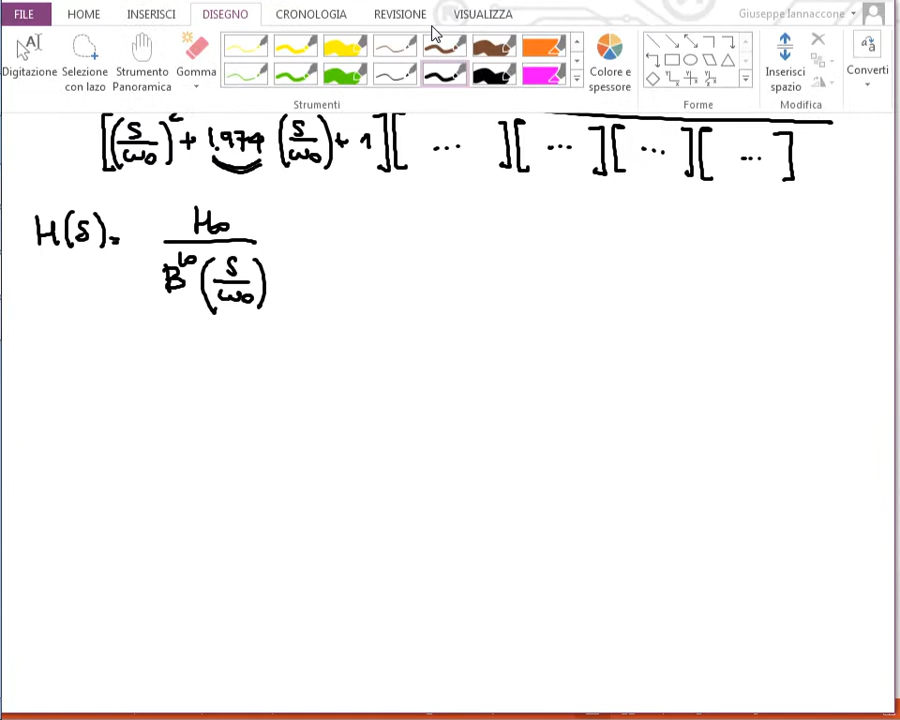 FILE HOME INSERISCI DISEGNO CRONOLOGIA REVISIONE VISUALIZZA Giuseppe Iannaccone
Digitazione Selezione con lazo Strumento Panoramica Gomma Colore e spessore Inserisci spazio Converti
Strumenti Forme Modifica
[(S/ω0)² + 1.974 (S/ω0) + 1][ ... ][ ... ][ ... ][ ... ]
H(S) = H0 / B^10 (S/ω0)